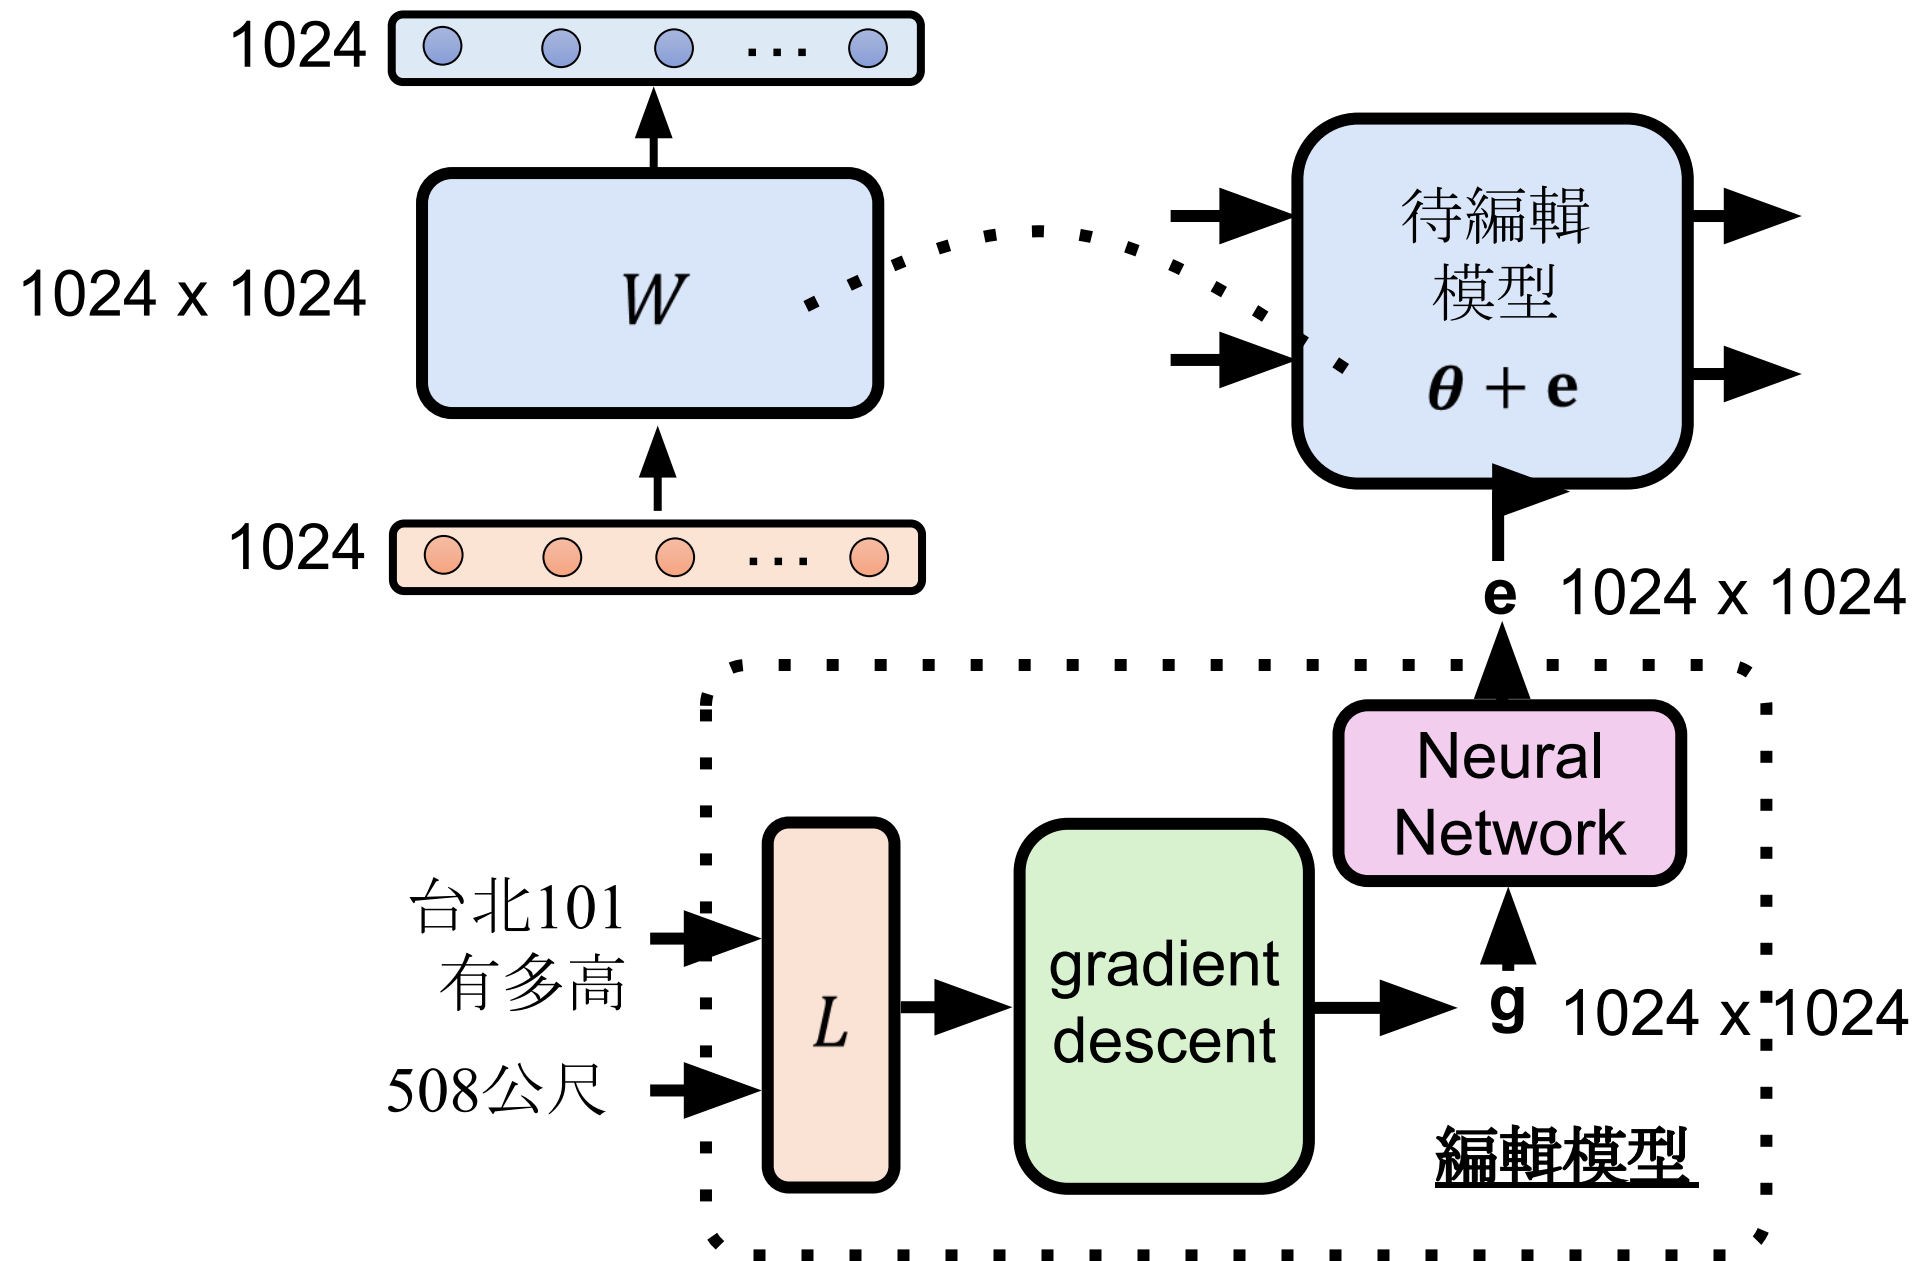 1024
...
1024 x 1024
W
1024
...
待編輯
模型
θ + e
e 1024 x 1024
Neural
Network
台北101
有多高
508公尺
L
gradient
descent
g 1024 x 1024
編輯模型